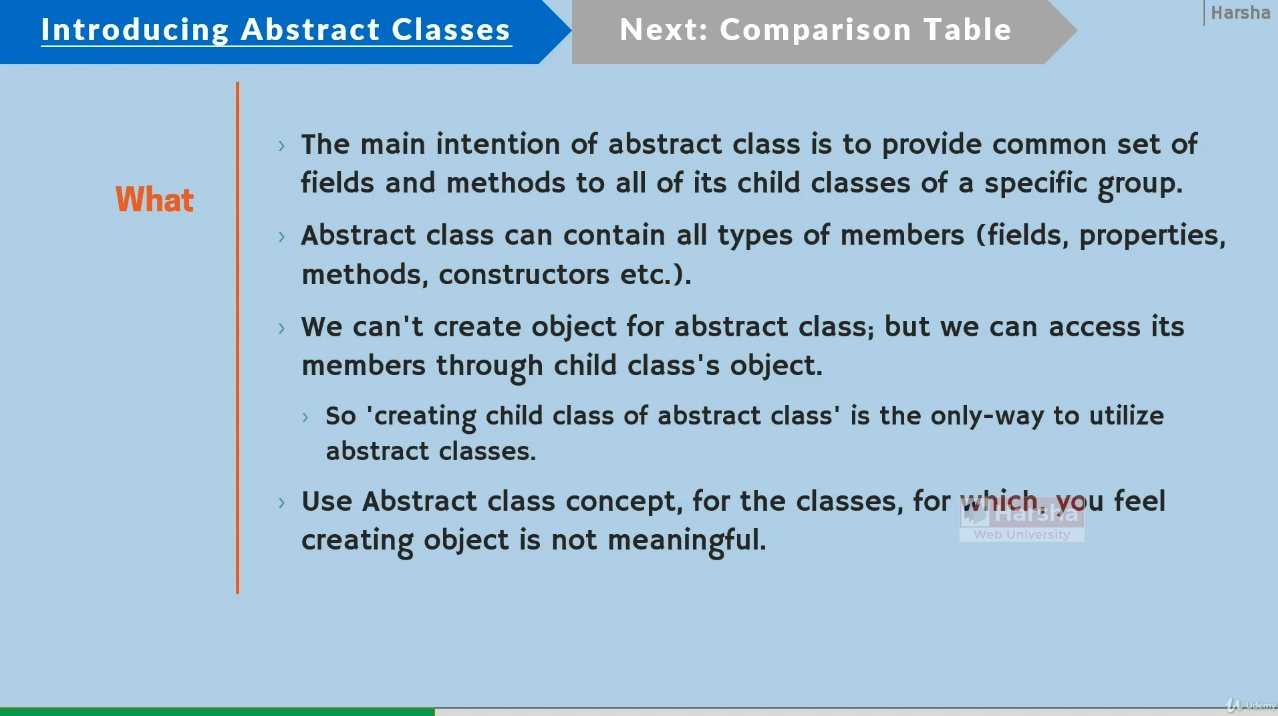 Introducing Abstract Classes
Next: Comparison Table
Harsha
What
› The main intention of abstract class is to provide common set of
fields and methods to all of its child classes of a specific group.
› Abstract class can contain all types of members (fields, properties,
methods, constructors etc.).
› We can't create object for abstract class; but we can access its
members through child class's object.
› So 'creating child class of abstract class' is the only-way to utilize
abstract classes.
› Use Abstract class concept, for the classes, for which, you feel
creating object is not meaningful.
Harsha
Web University
Udemy